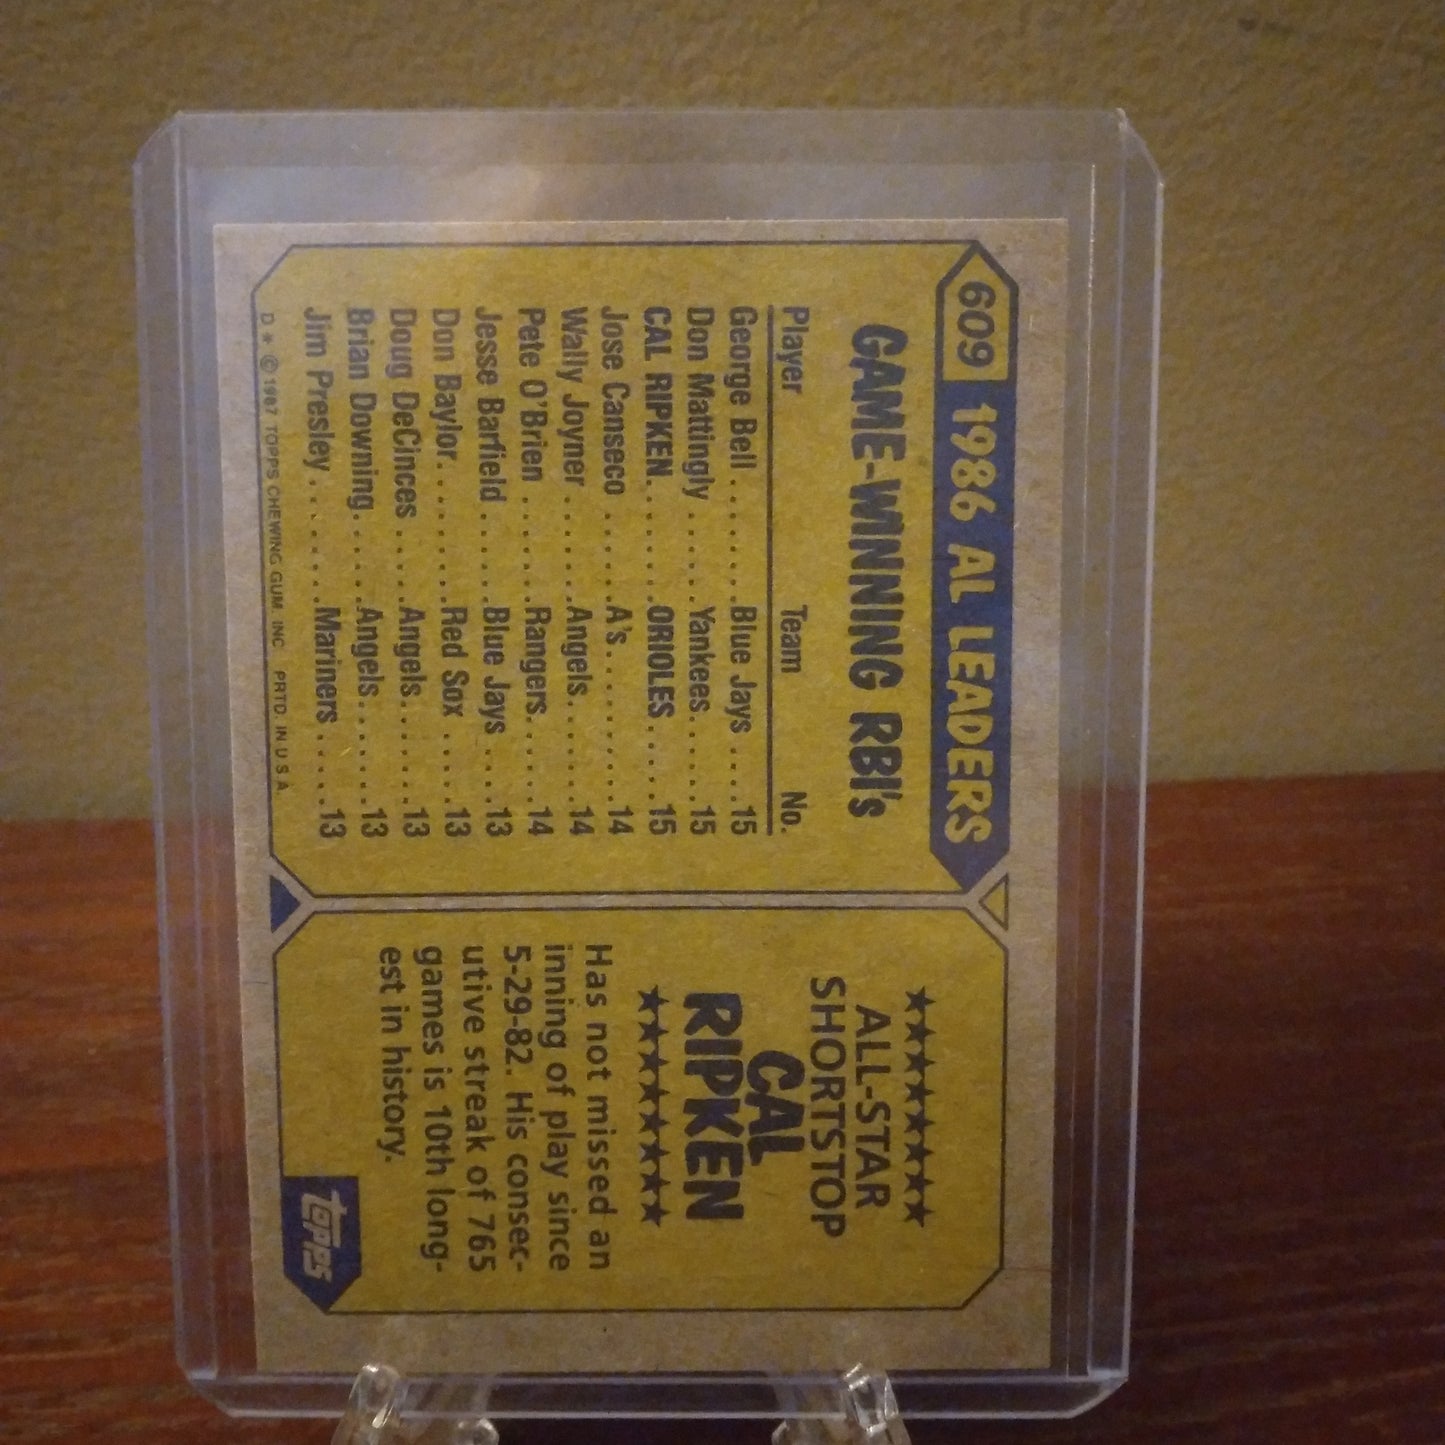 609 1986 AL LEADERS
GAME-WINNING RBI's
Player Team No.
George Bell........Blue Jays....15
Don Mattingly.......Yankees......15
CAL RIPKEN........ORIOLES.....15
Jose Canseco.......A's..........14
Wally Joyner.......Angels.......14
Pete O'Brien.......Rangers.....14
Jesse Barfield......Blue Jays...13
Don Baylor........Red Sox.....13
Doug DeCinces.....Angels.......13
Brian Downing.....Angels.......13
Jim Presley.......Mariners....13
D * © 1987 TOPPS CHEWING GUM, INC. PRTD. IN U.S.A.
★★★★★★★★
ALL-STAR
SHORTSTOP
CAL
RIPKEN
★★★★★★★★
Has not missed an
inning of play since
5-29-82. His consec-
utive streak of 765
games is 10th long-
est in history.
topps